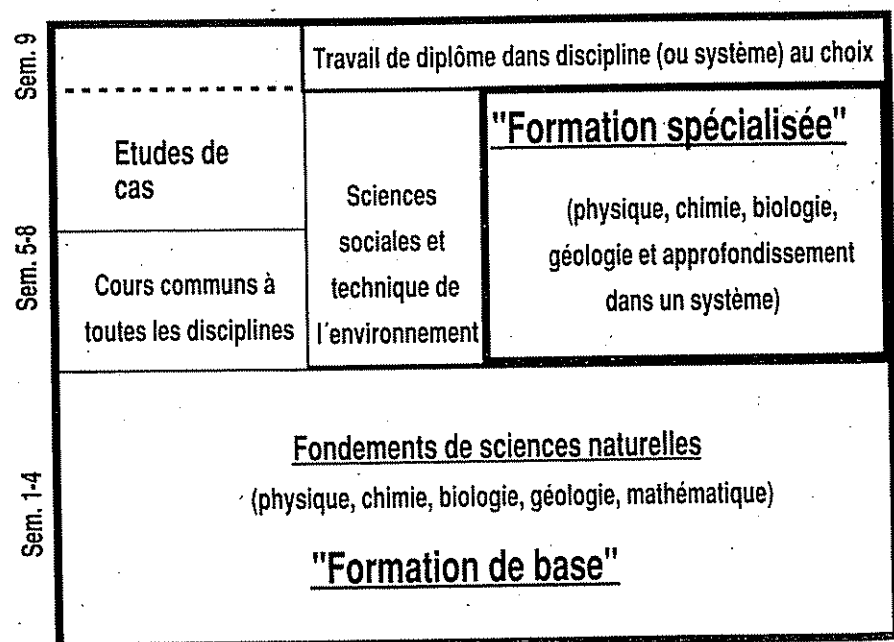 Sem. 9
Travail de diplôme dans discipline (ou système) au choix
Sem. 5-8
Etudes de
cas
Cours communs à
toutes les disciplines
Sciences
sociales et
technique de
l'environnement
"Formation spécialisée"
(physique, chimie, biologie,
géologie et approfondissement
dans un système)
Sem. 1-4
Fondements de sciences naturelles
(physique, chimie, biologie, géologie, mathématique)
"Formation de base"